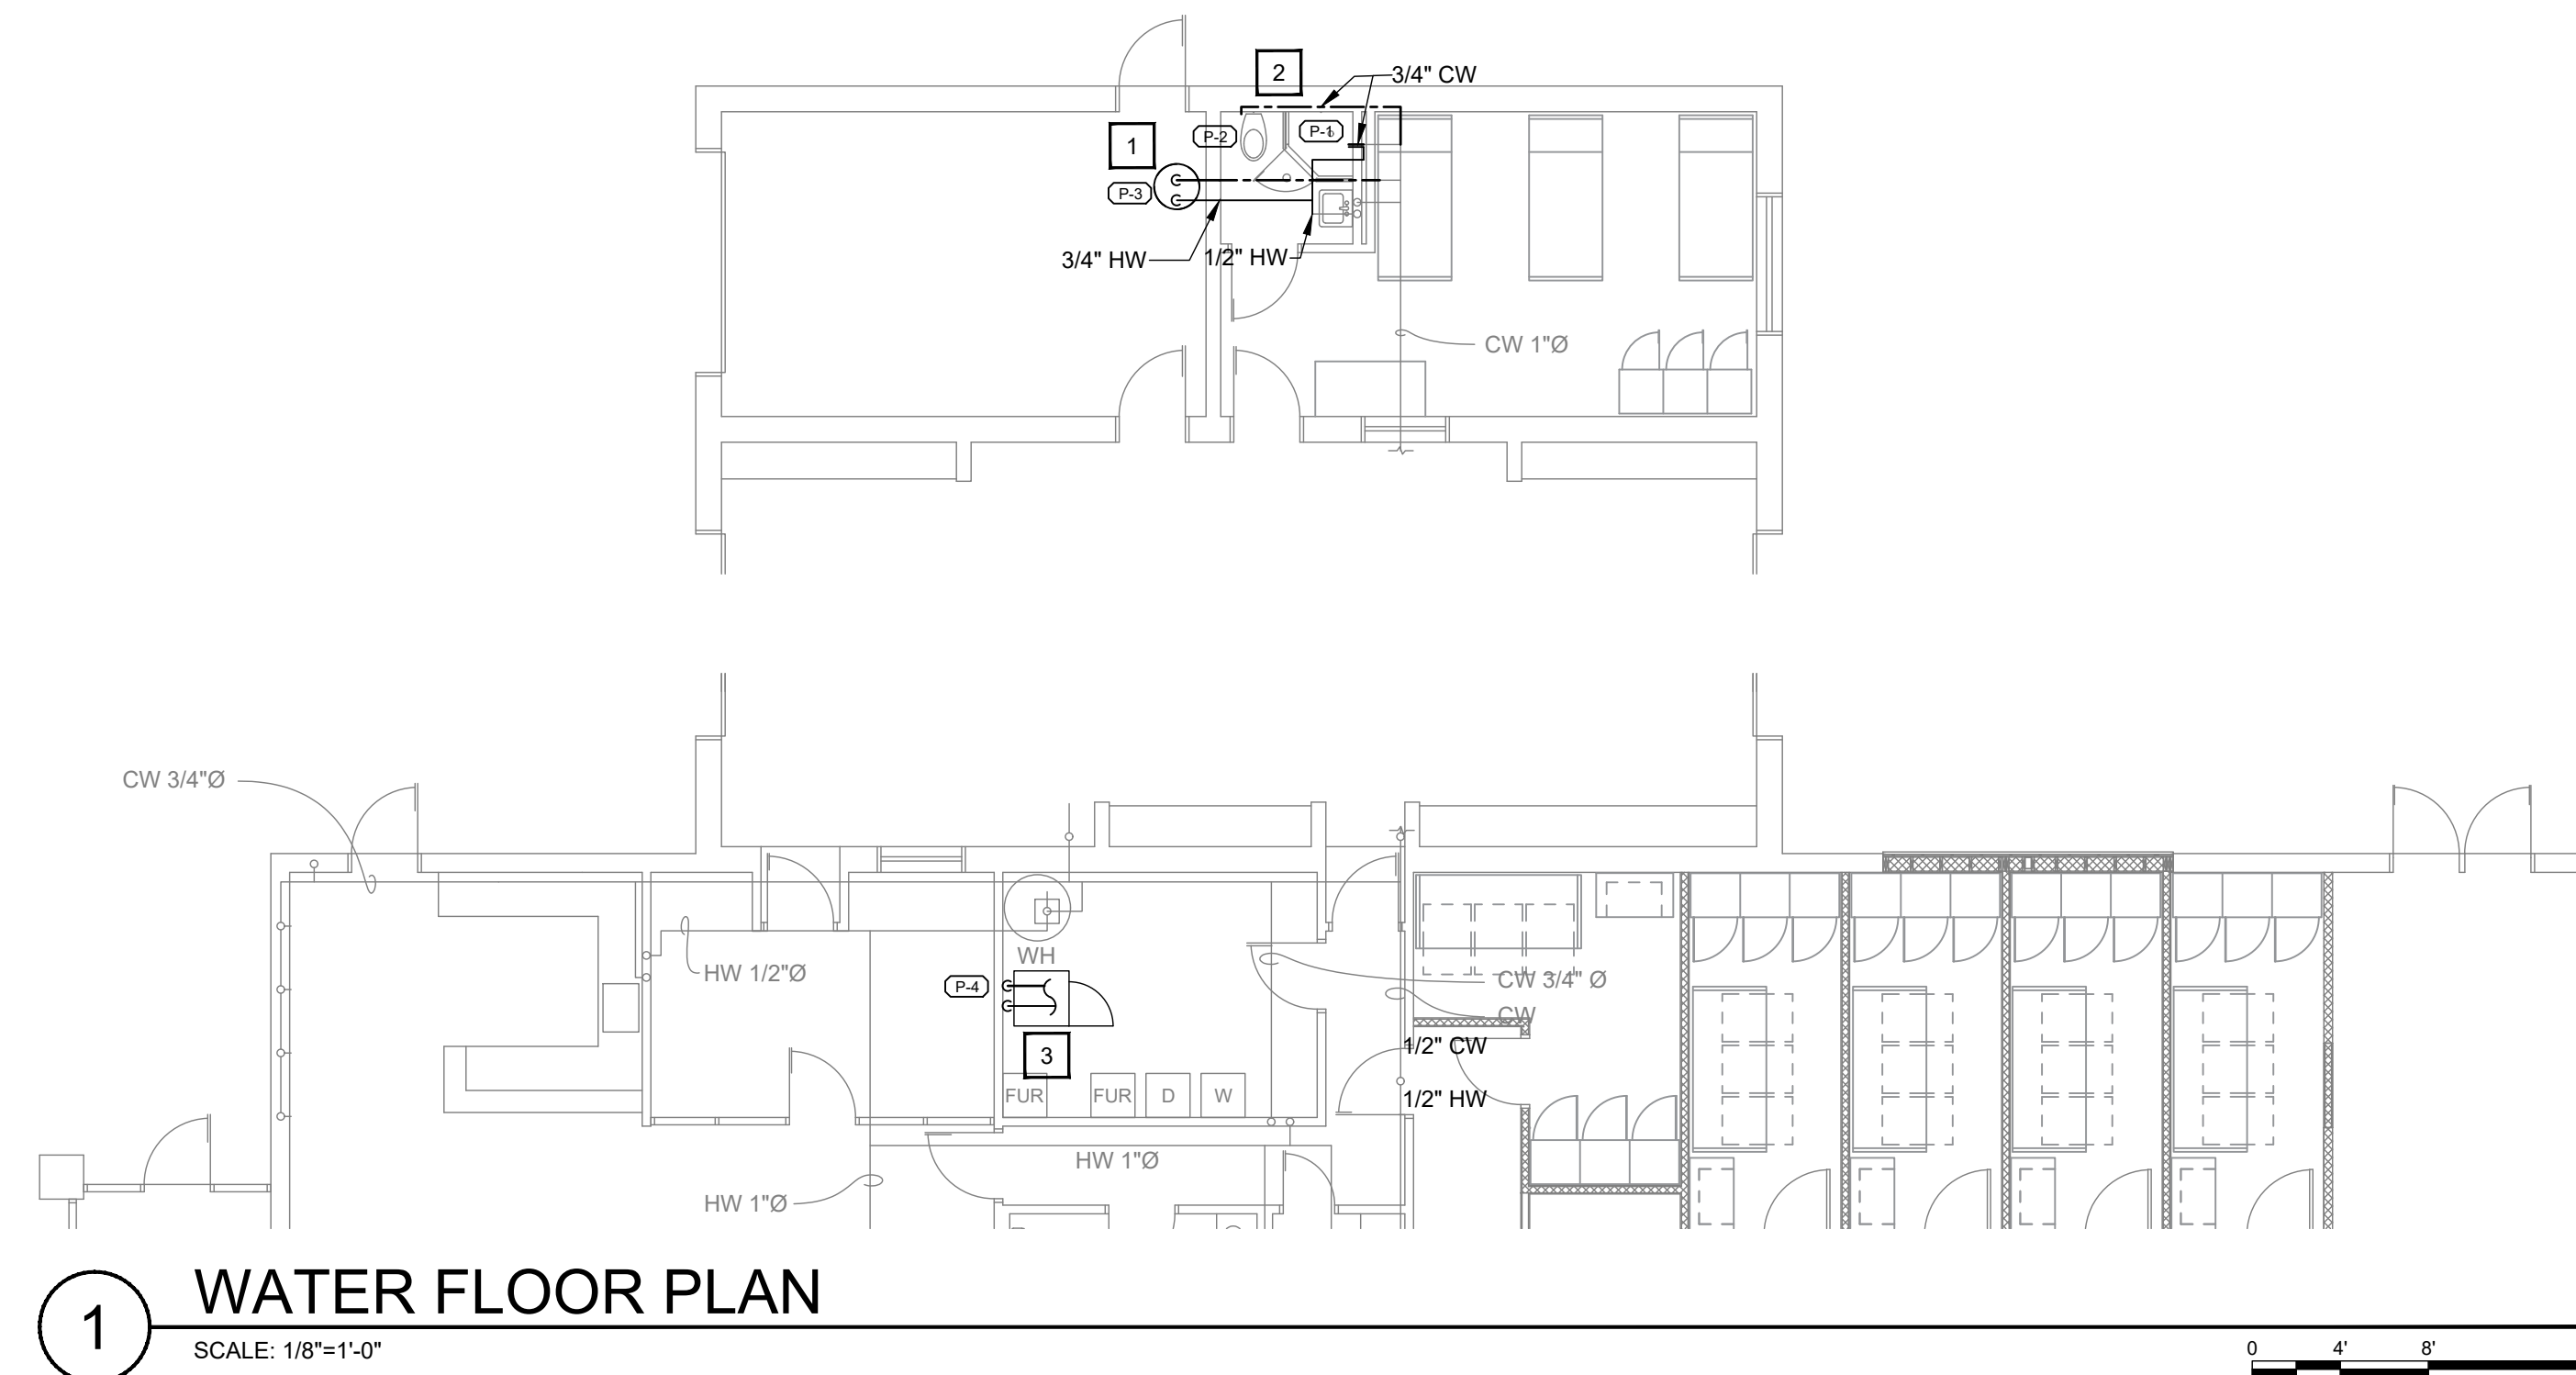 2
3/4" CW
P-2
P-1
1
P-3
3/4" HW
1/2" HW
CW 1"Ø
CW 3/4"Ø
WH
HW 1/2"Ø
P-4
CW 3/4" Ø
CW
3
1/2" CW
FUR
FUR
D
W
1/2" HW
HW 1"Ø
HW 1"Ø
1
WATER FLOOR PLAN
SCALE: 1/8"=1'-0"
0 4' 8'